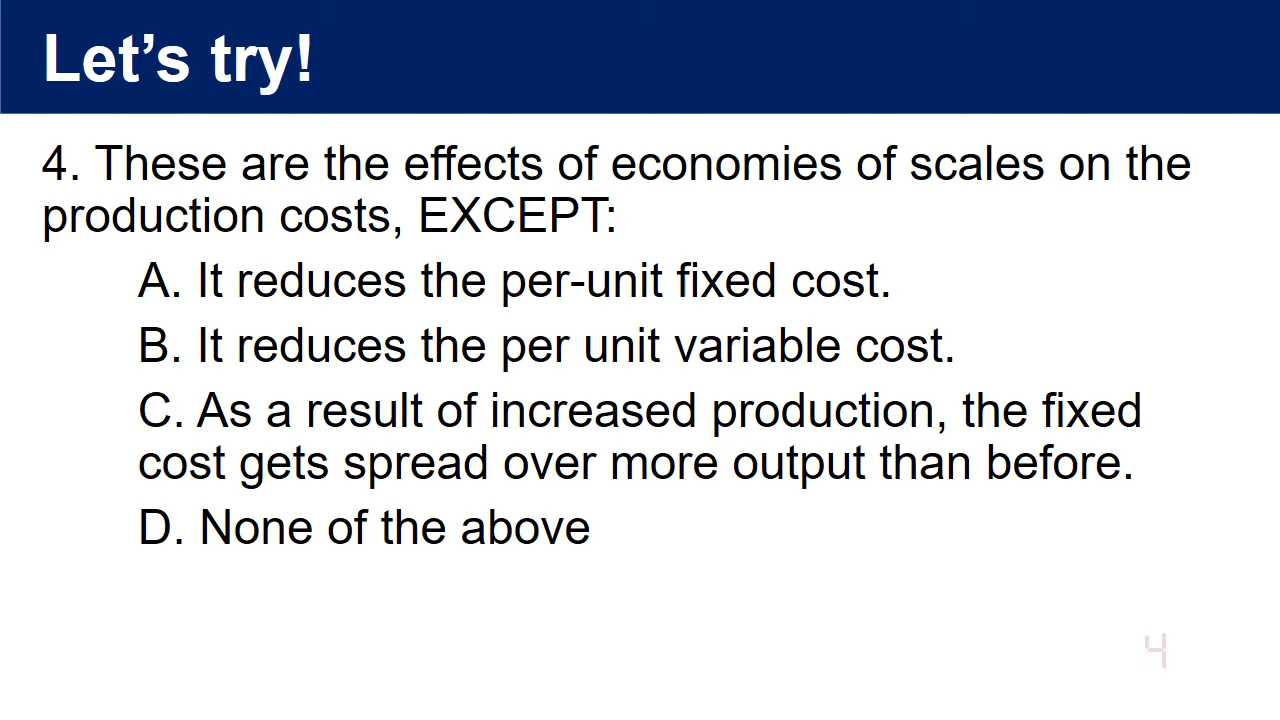 Let’s try!
4. These are the effects of economies of scales on the
production costs, EXCEPT:
A. It reduces the per-unit fixed cost.
B. It reduces the per unit variable cost.
C. As a result of increased production, the fixed
cost gets spread over more output than before.
D. None of the above
4